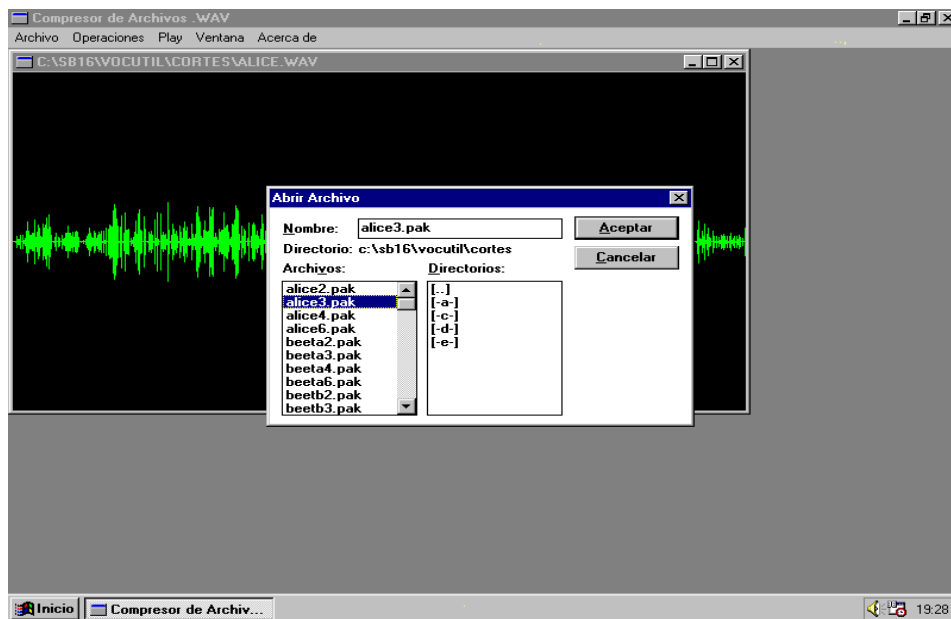 Compresor de Archivos .WAV
Archivo Operaciones Play Ventana Acerca de
C:\SB16\VOCUTIL\CORTES\ALICE.WAV
Abrir Archivo
Nombre: alice3.pak Aceptar
Directorio: c:\sb16\vocutil\cortes
Cancelar
Archivos: Directorios:
alice2.pak [..]
alice3.pak [-a-]
alice4.pak [-c-]
alice6.pak [-d-]
beeta2.pak [-e-]
beeta3.pak
beeta4.pak
beeta6.pak
beetb2.pak
beetb3.pak
Inicio Compresor de Archiv... 19:28